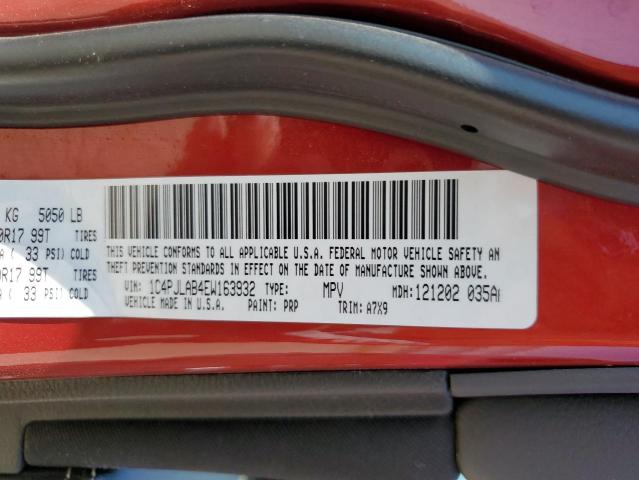 KG 5050 LB
0R17 99T TIRES
( 33 PSI) COLD
R17 99T TIRES
( 33 PSI) COLD
THIS VEHICLE CONFORMS TO ALL APPLICABLE U.S.A. FEDERAL MOTOR VEHICLE SAFETY AN
THEFT PREVENTION STANDARDS IN EFFECT ON THE DATE OF MANUFACTURE SHOWN ABOVE.
VIN: 1C4PJLAB4EW163932 TYPE: MPV MDH: 121202 035A
VEHICLE MADE IN U.S.A. PAINT: PRP TRIM: A7X9